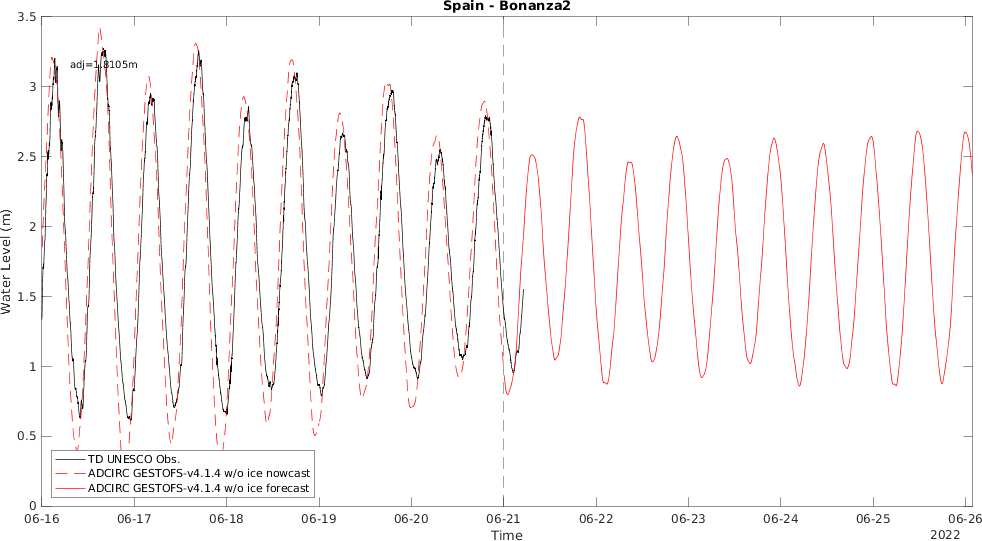 Spain - Bonanza2
adj=1.8105m
Water Level (m)
3.5
3
2.5
2
1.5
1
0.5
0
TD UNESCO Obs.
ADCIRC GESTOFS-v4.1.4 w/o ice nowcast
ADCIRC GESTOFS-v4.1.4 w/o ice forecast
06-16 06-17 06-18 06-19 06-20 06-21 06-22 06-23 06-24 06-25 06-26
Time
2022